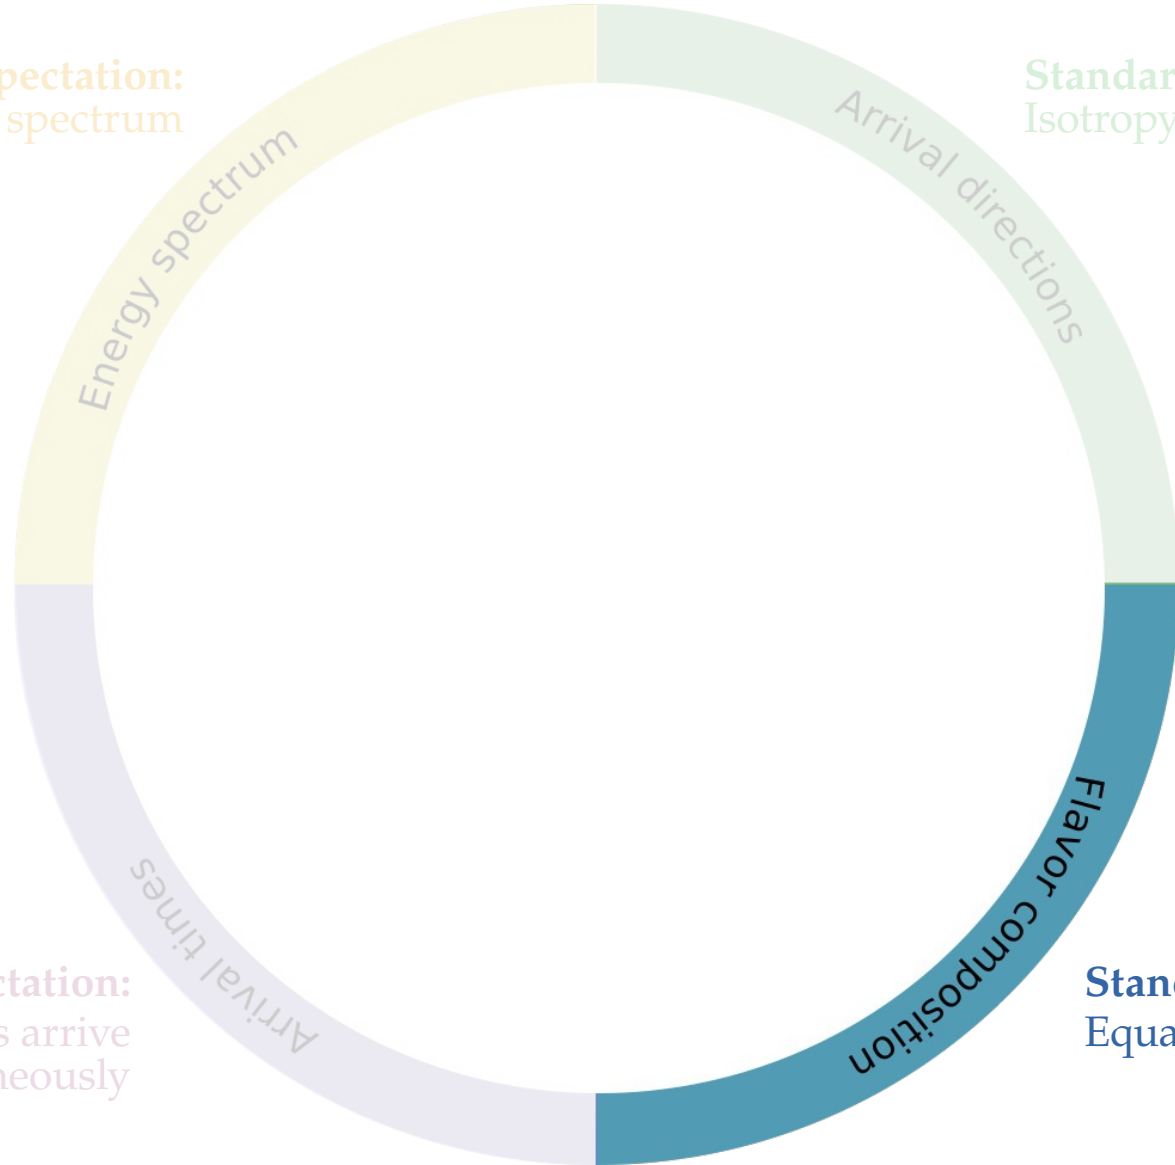 pectation:
spectrum
Standar
Isotropy
Energy spectrum
Arrival directions
Arrival times
Flavor composition
ctation:
s arrive
neously
Stan
Equa